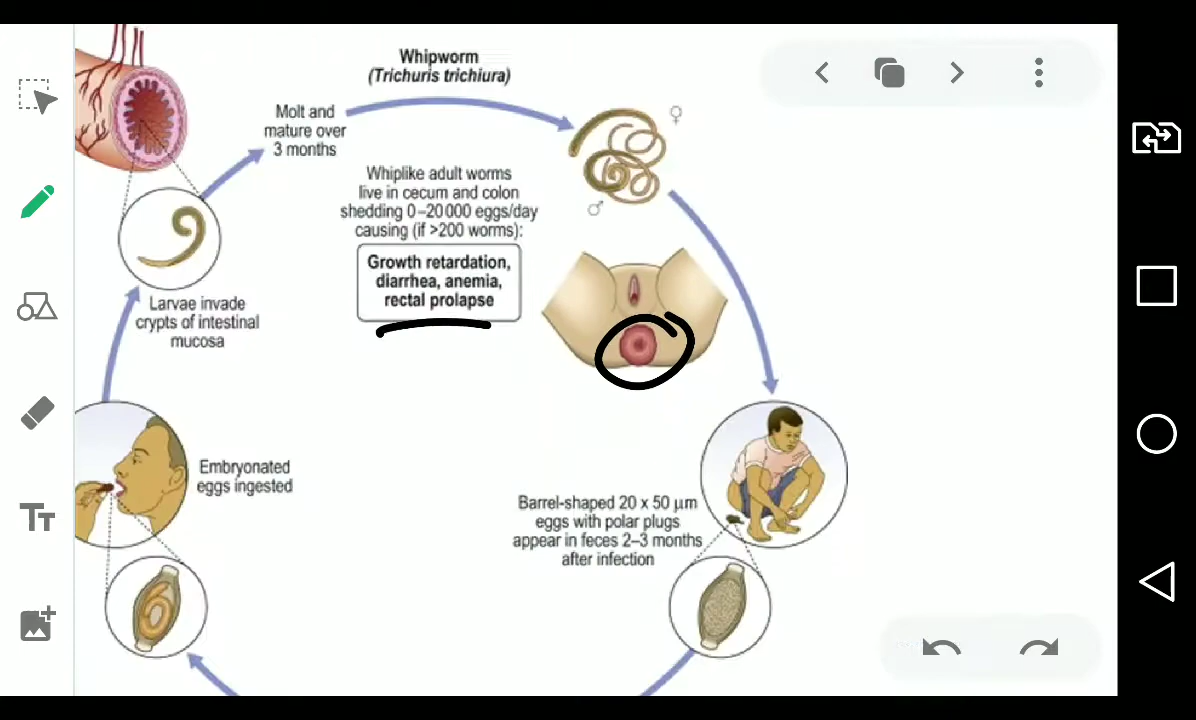 Whipworm
(Trichuris trichiura)
Molt and
mature over
3 months
♀
Whiplike adult worms
live in cecum and colon
shedding 0–20 000 eggs/day
causing (if >200 worms):
♂
Growth retardation,
diarrhea, anemia,
rectal prolapse
Larvae invade
crypts of intestinal
mucosa
Embryonated
eggs ingested
Barrel-shaped 20 x 50 µm
eggs with polar plugs
appear in feces 2–3 months
after infection
TT